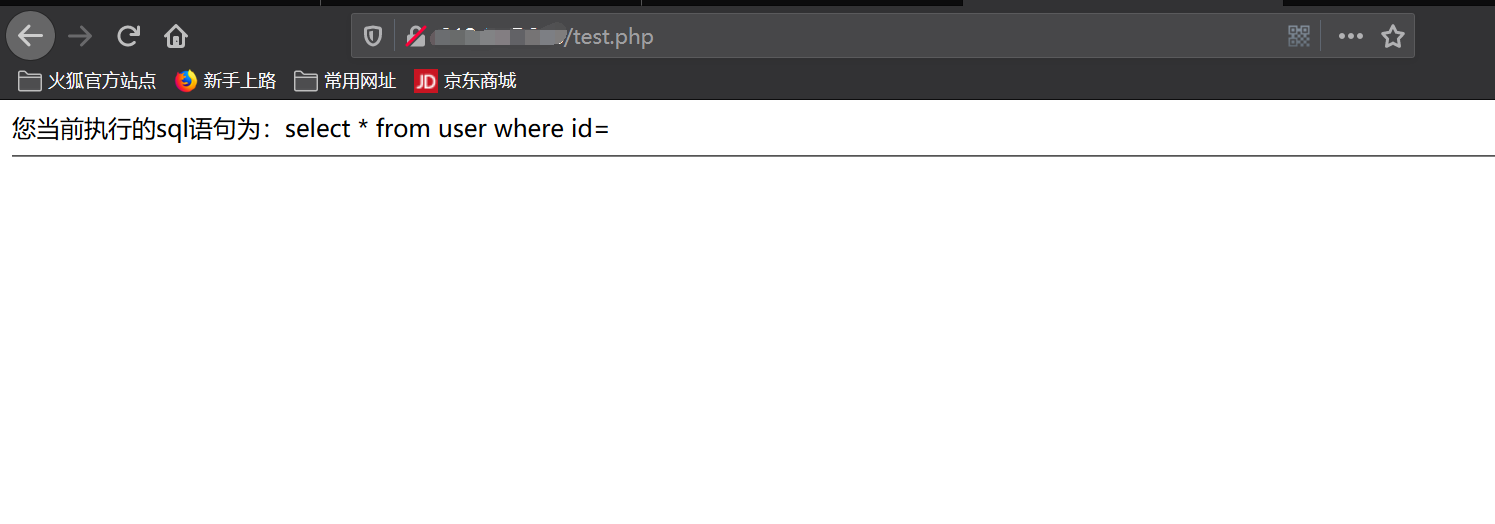 /test.php
火狐官方站点 新手上路 常用网址 JD 京东商城
您当前执行的sql语句为：select * from user where id=